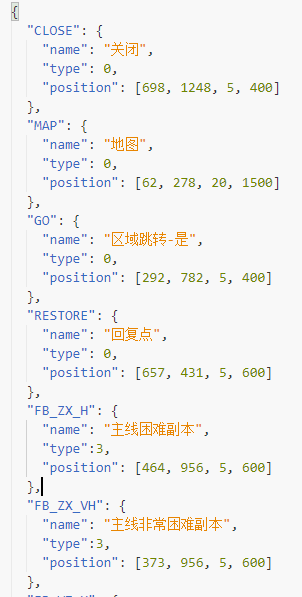 {
"CLOSE": {
"name": "关闭",
"type": 0,
"position": [698, 1248, 5, 400]
},
"MAP": {
"name": "地图",
"type": 0,
"position": [62, 278, 20, 1500]
},
"GO": {
"name": "区域跳转-是",
"type": 0,
"position": [292, 782, 5, 400]
},
"RESTORE": {
"name": "回复点",
"type": 0,
"position": [657, 431, 5, 600]
},
"FB_ZX_H": {
"name": "主线困难副本",
"type":3,
"position": [464, 956, 5, 600]
},
"FB_ZX_VH": {
"name": "主线非常困难副本",
"type":3,
"position": [373, 956, 5, 600]
},